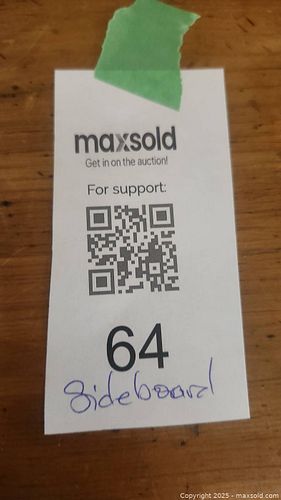 maxsold
Get in on the auction!
For support:
64
Sideboard
Copyright 2025 - maxsold.com